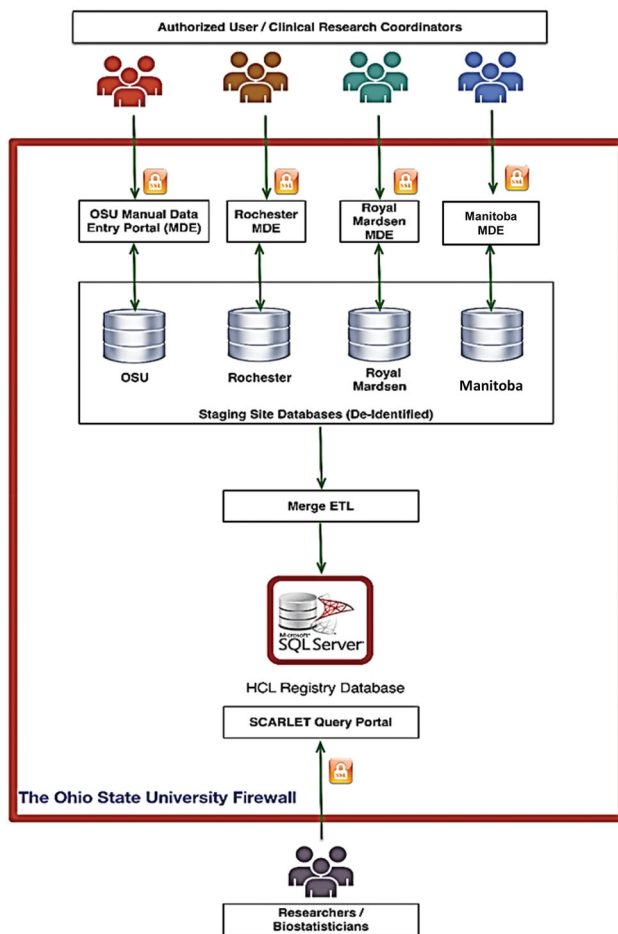 Authorized User / Clinical Research Coordinators
SSL
SSL
SSL
SSL
OSU Manual Data
Entry Portal (MDE)
Rochester
MDE
Royal
Mardsen
MDE
Manitoba
MDE
OSU
Rochester
Royal
Mardsen
Manitoba
Staging Site Databases (De-Identified)
Merge ETL
Microsoft
SQL Server
HCL Registry Database
SCARLET Query Portal
SSL
The Ohio State University Firewall
Researchers /
Biostatisticians